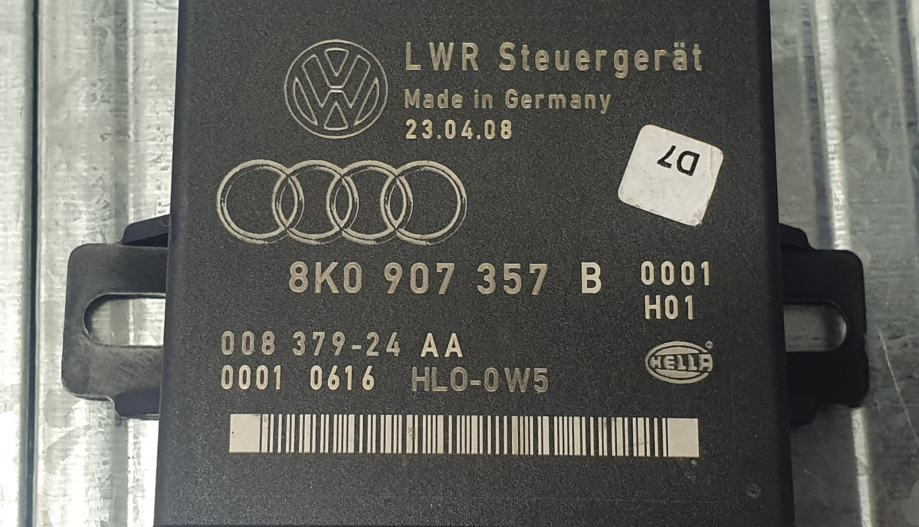 LWR Steuergerät
Made in Germany
23.04.08
D7
8K0 907 357 B 0001
H01
008 379-24 AA
0001 0616 HLO-0W5
HELLA